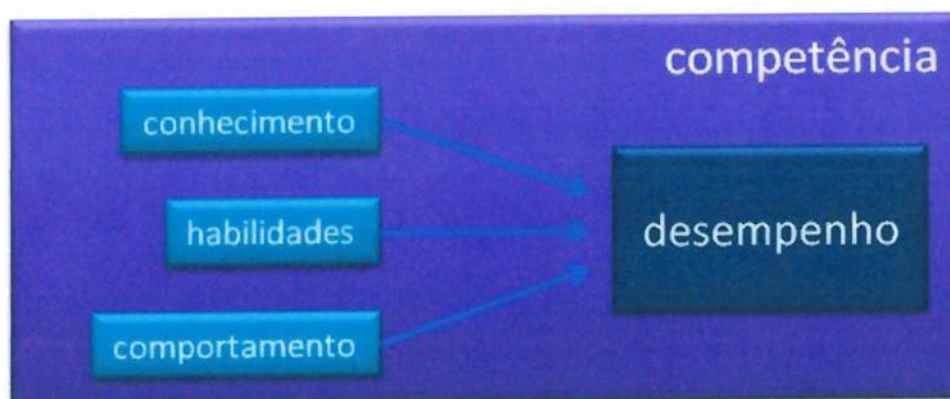 competência
conhecimento
habilidades
desempenho
comportamento